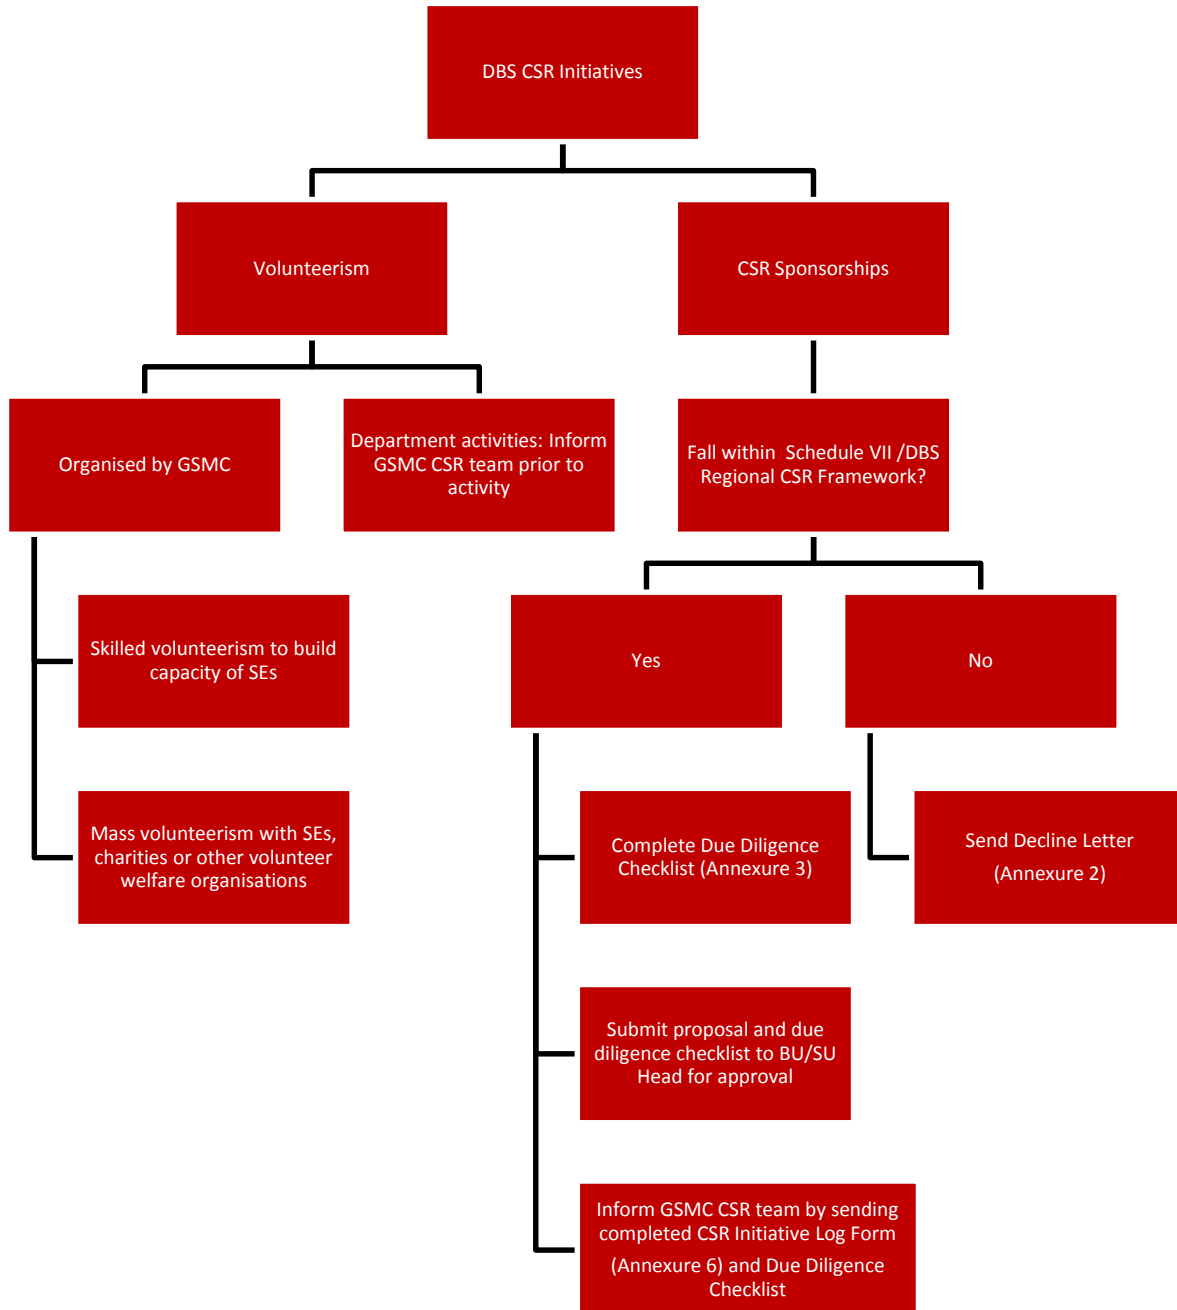 DBS CSR Initiatives
Volunteerism
CSR Sponsorships
Organised by GSMC
Department activities: Inform
GSMC CSR team prior to
activity
Fall within Schedule VII /DBS
Regional CSR Framework?
Skilled volunteerism to build
capacity of SEs
Yes
No
Mass volunteerism with SEs,
charities or other volunteer
welfare organisations
Complete Due Diligence
Checklist (Annexure 3)
Send Decline Letter
(Annexure 2)
Submit proposal and due
diligence checklist to BU/SU
Head for approval
Inform GSMC CSR team by sending
completed CSR Initiative Log Form
(Annexure 6) and Due Diligence
Checklist